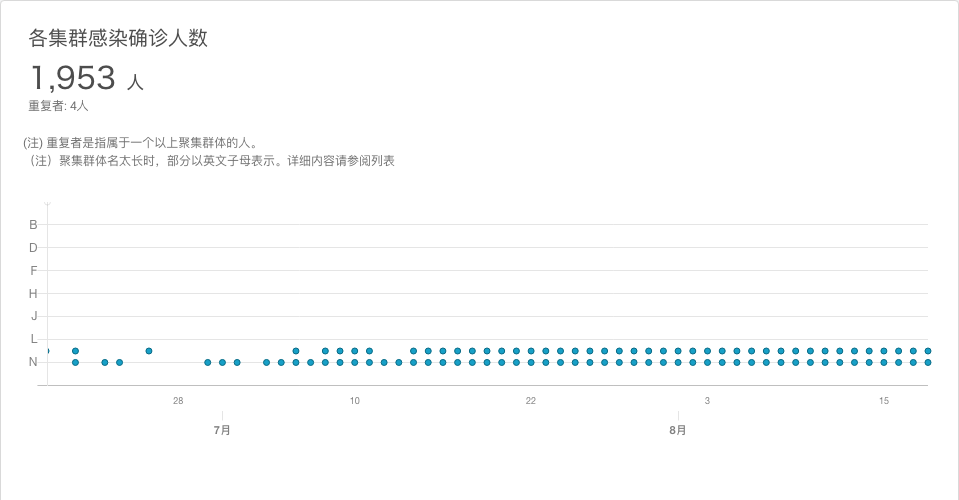 各集群感染确诊人数
1,953 人
重复者: 4人
(注) 重复者是指属于一个以上聚集群体的人。
（注）聚集群体名太长时，部分以英文子母表示。详细内容请参阅列表
B
D
F
H
J
L
N
28 10 22 3 15
7月 8月